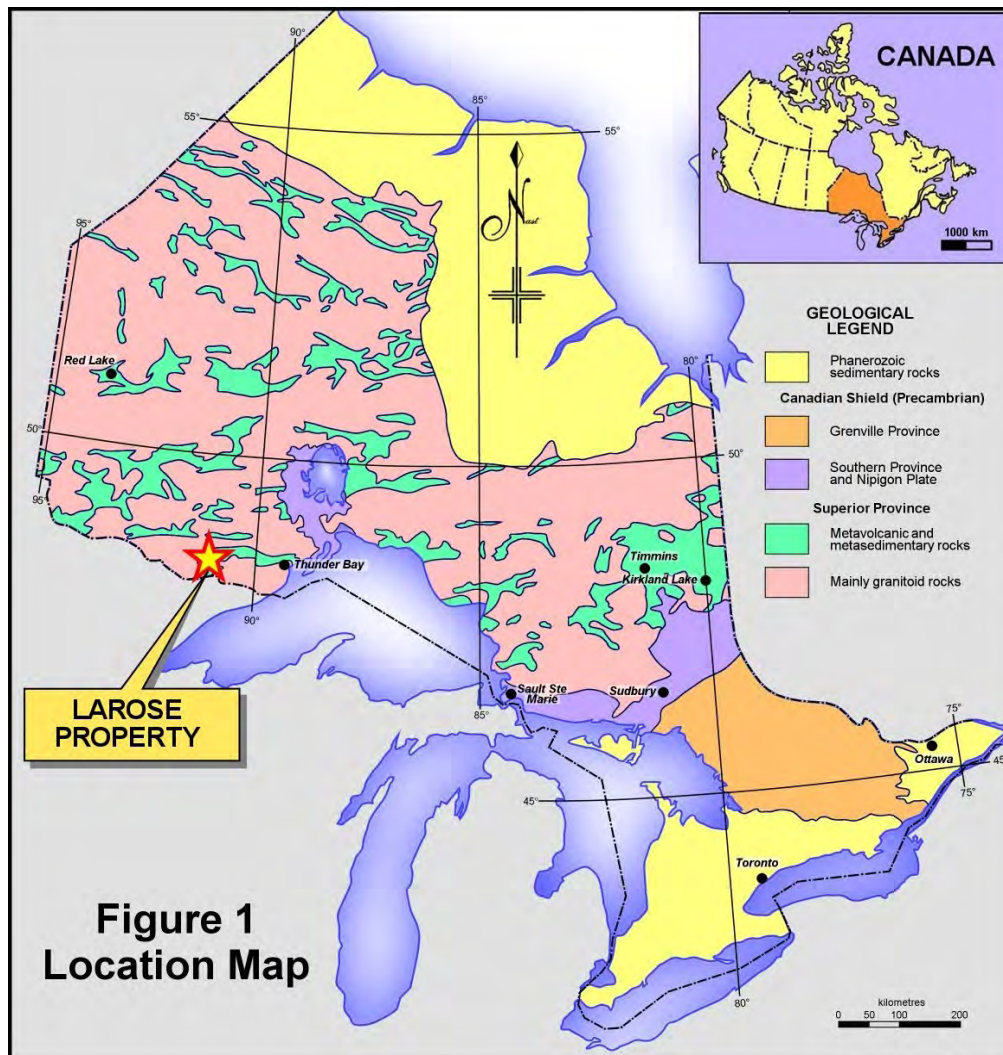 CANADA
1000 km
90°
85°
55°
55°
95°
Nast
GEOLOGICAL
LEGEND
Phanerozoic
sedimentary rocks
Canadian Shield (Precambrian)
Grenville Province
Southern Province
and Nipigon Plate
Superior Province
Metavolcanic and
metasedimentary rocks
Mainly granitoid rocks
Red Lake
80°
50°
50°
95°
Thunder Bay
90°
Timmins
Kirkland Lake
LAROSE
PROPERTY
Sault Ste
Marie
Sudbury
85°
75°
Ottawa
45°
75°
45°
Toronto
80°
Figure 1
Location Map
kilometres
0 50 100 200